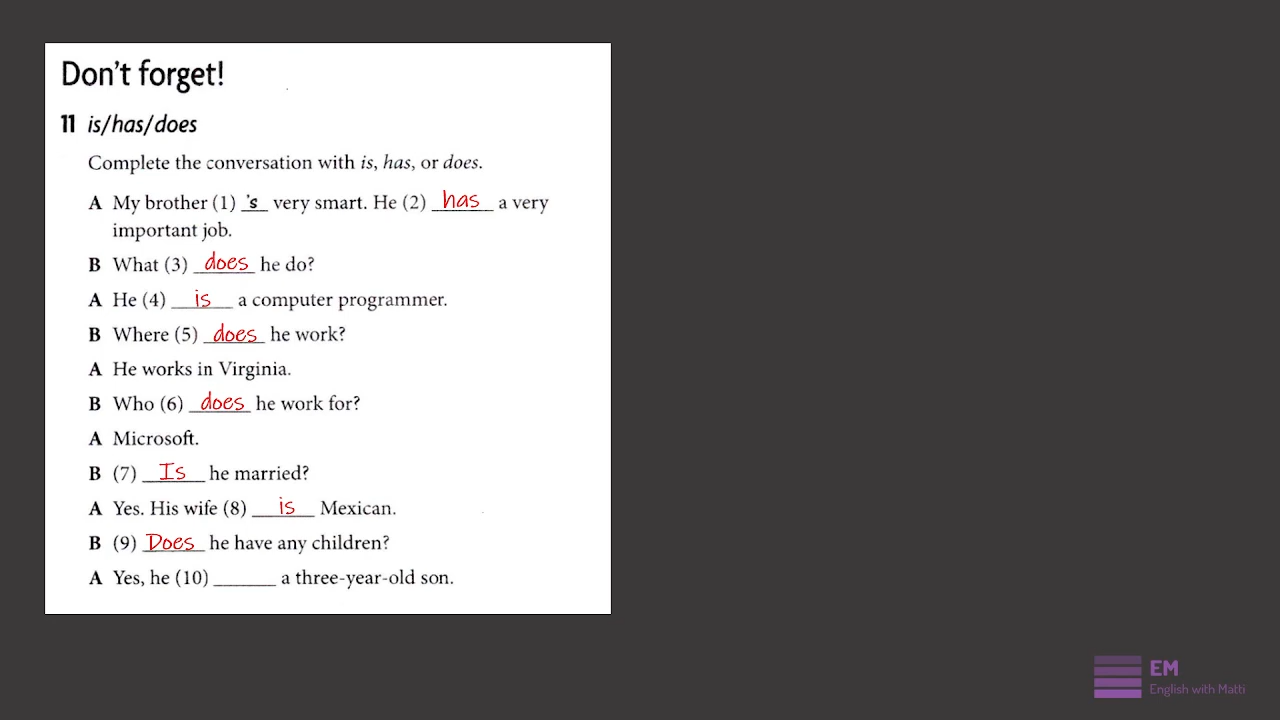 Don't forget!
11 is/has/does
Complete the conversation with is, has, or does.
A My brother (1) 's very smart. He (2) has a very
important job.
B What (3) does he do?
A He (4) is a computer programmer.
B Where (5) does he work?
A He works in Virginia.
B Who (6) does he work for?
A Microsoft.
B (7) Is he married?
A Yes. His wife (8) is Mexican.
B (9) Does he have any children?
A Yes, he (10) ______ a three-year-old son.
EM
English with Matti